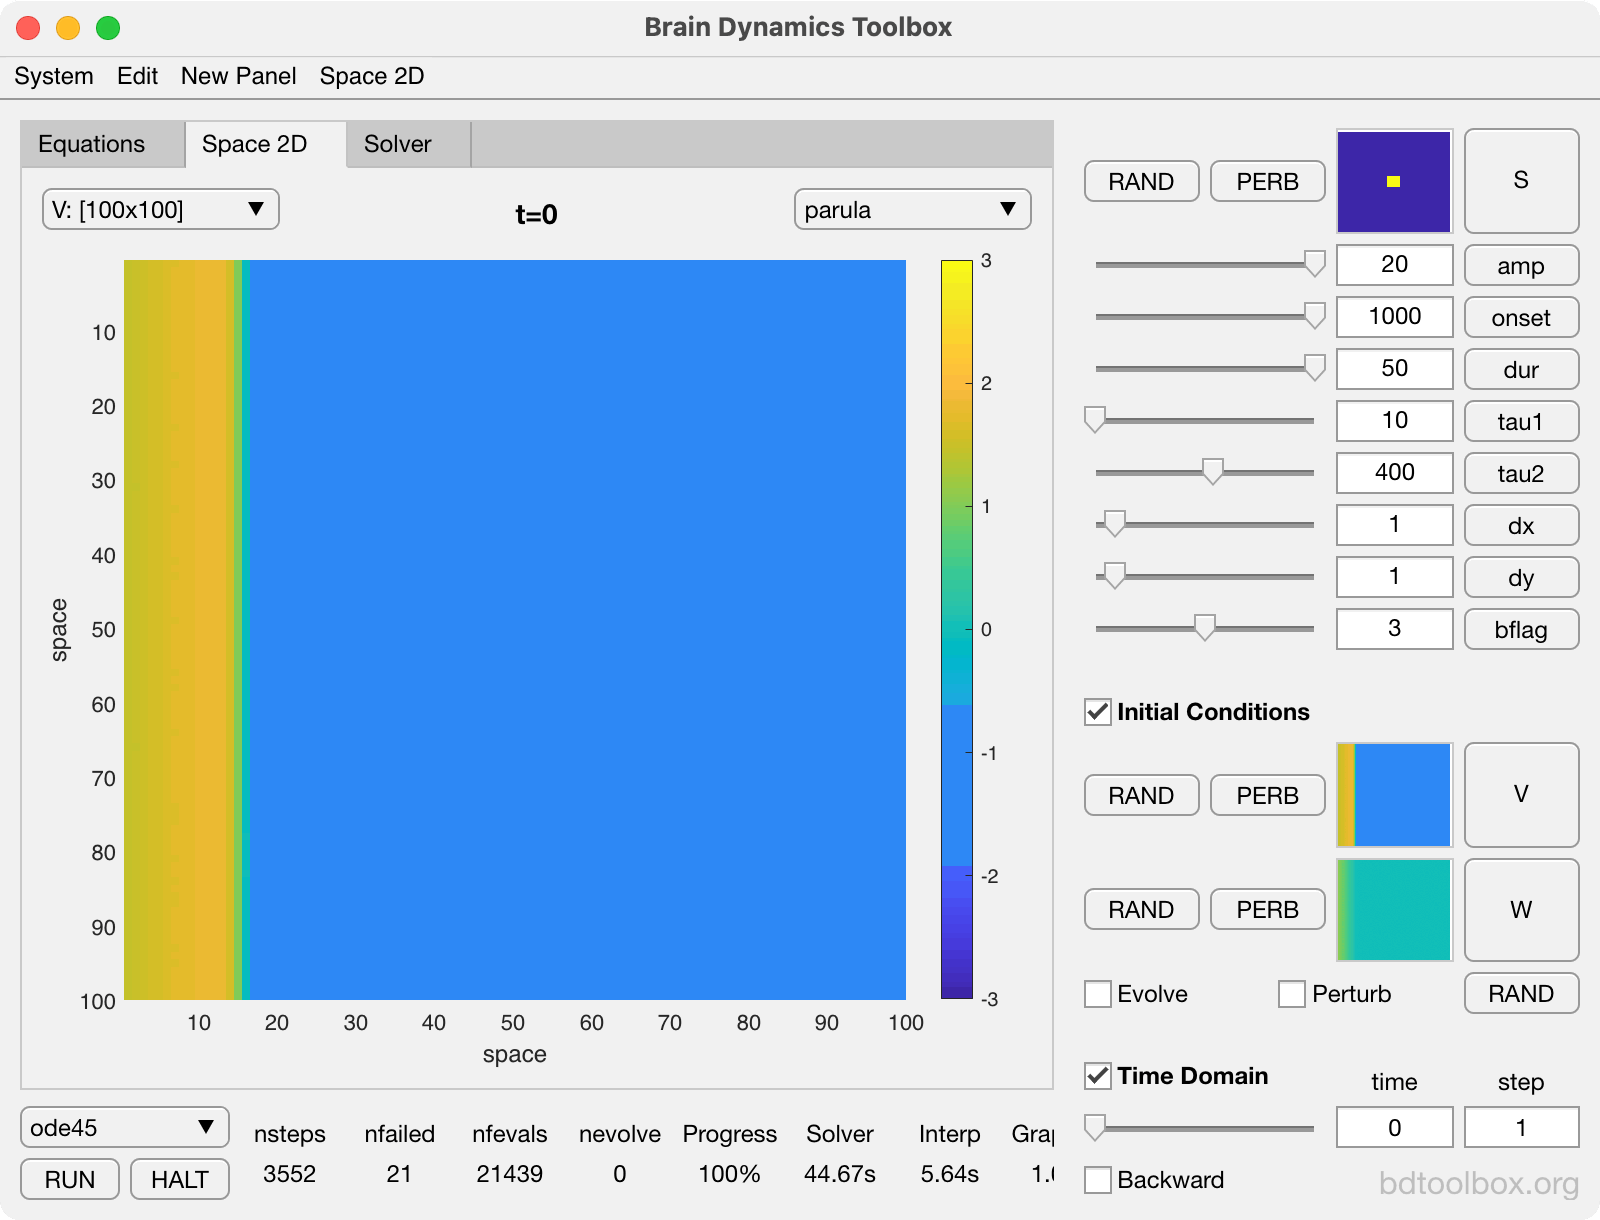 Brain Dynamics Toolbox
System Edit New Panel Space 2D
Equations Space 2D Solver
V: [100x100] t=0 parula
10
20
30
40
50
60
70
80
90
100
space
10 20 30 40 50 60 70 80 90 100
space
3
2
1
0
-1
-2
-3
RAND PERB S
20 amp
1000 onset
50 dur
10 tau1
400 tau2
1 dx
1 dy
3 bflag
Initial Conditions
RAND PERB V
RAND PERB W
Evolve Perturb RAND
Time Domain time step
0 1
Backward
ode45 nsteps nfailed nfevals nevolve Progress Solver Interp
RUN HALT 3552 21 21439 0 100% 44.67s 5.64s
bdtoolbox.org